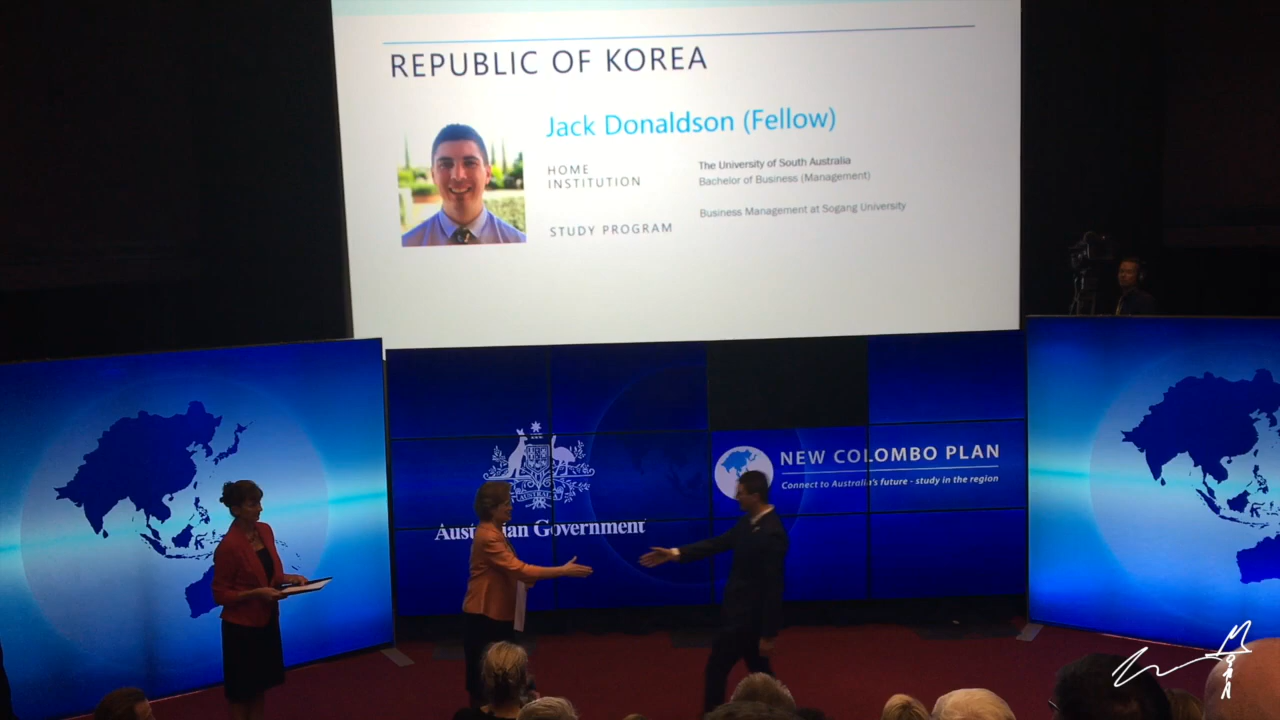 REPUBLIC OF KOREA
Jack Donaldson (Fellow)
HOME
INSTITUTION
The University of South Australia
Bachelor of Business (Management)
Business Management at Sogang University
STUDY PROGRAM
AUSTRALIA
Australian Government
NEW COLOMBO PLAN
Connect to Australia's future - study in the region